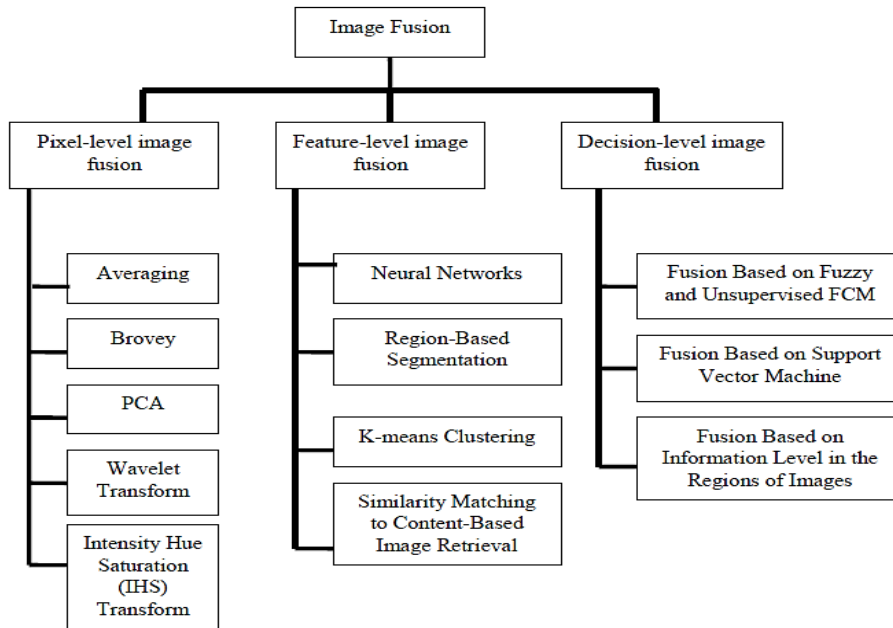 Image Fusion
Pixel-level image
fusion
Feature-level image
fusion
Decision-level image
fusion
Averaging
Brovey
PCA
Wavelet
Transform
Intensity Hue
Saturation
(IHS)
Transform
Neural Networks
Region-Based
Segmentation
K-means Clustering
Similarity Matching
to Content-Based
Image Retrieval
Fusion Based on Fuzzy
and Unsupervised FCM
Fusion Based on Support
Vector Machine
Fusion Based on
Information Level in the
Regions of Images